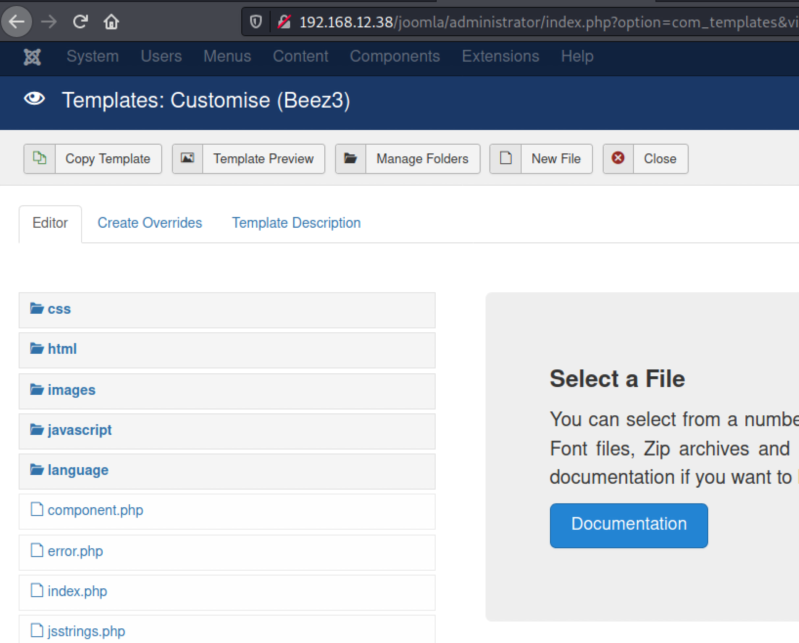 192.168.12.38/joomla/administrator/index.php?option=com_templates&vi
System Users Menus Content Components Extensions Help
Templates: Customise (Beez3)
Copy Template Template Preview Manage Folders New File Close
Editor Create Overrides Template Description
css
html
images
javascript
language
component.php
error.php
index.php
jsstrings.php
Select a File
You can select from a numbe
Font files, Zip archives and
documentation if you want to
Documentation